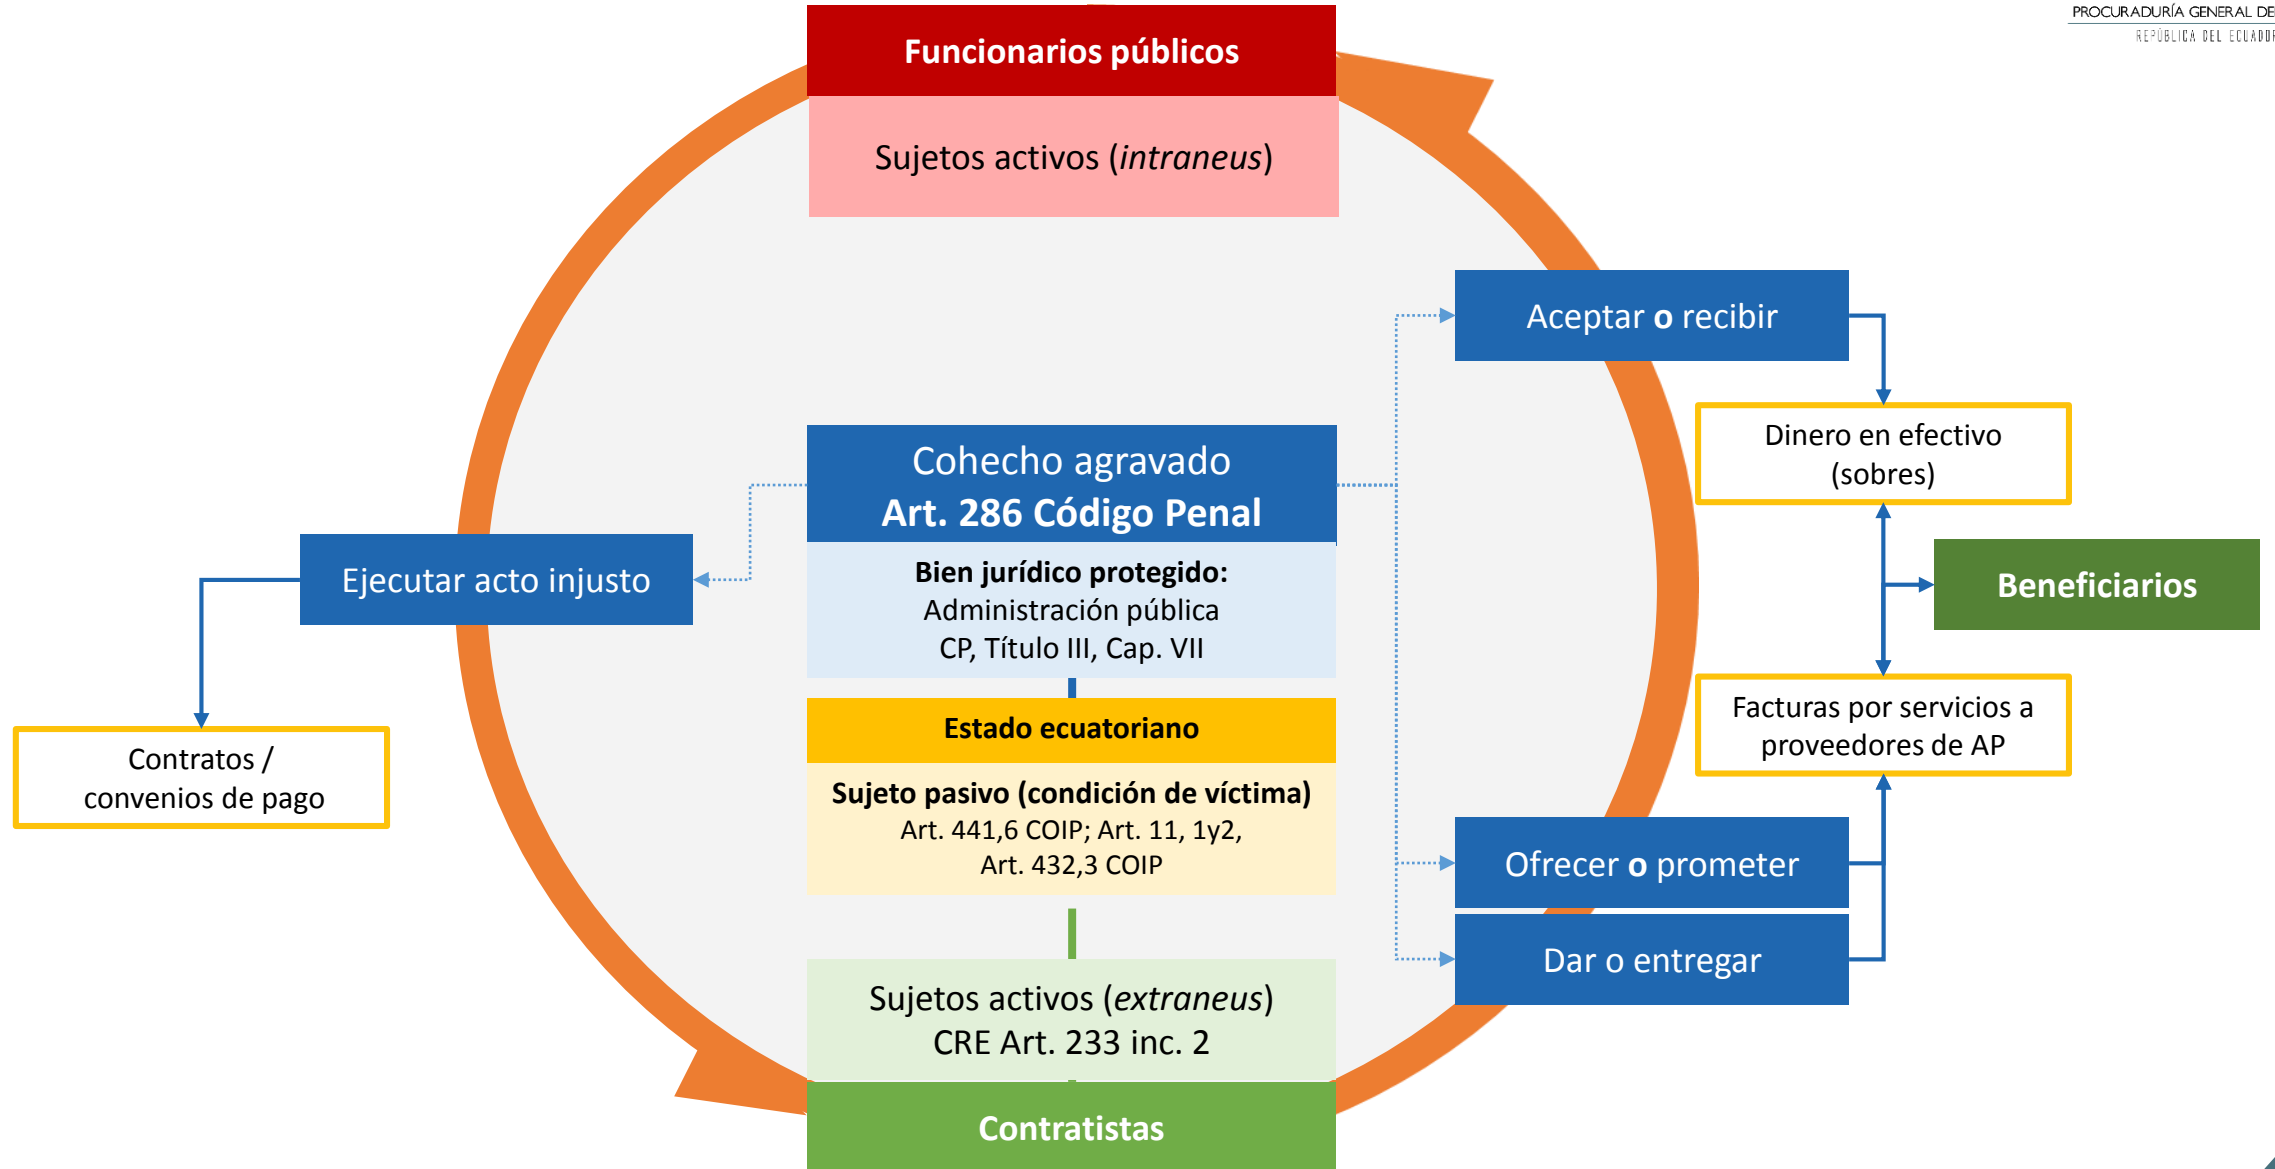 PROCURADURÍA GENERAL DE
REPÚBLICA DEL ECUADOR
Funcionarios públicos
Sujetos activos (intraneus)
Aceptar o recibir
Dinero en efectivo
(sobres)
Cohecho agravado
Art. 286 Código Penal
Bien jurídico protegido:
Administración pública
CP, Título III, Cap. VII
Ejecutar acto injusto
Beneficiarios
Contratos /
convenios de pago
Estado ecuatoriano
Sujeto pasivo (condición de víctima)
Art. 441,6 COIP; Art. 11, 1y2,
Art. 432,3 COIP
Facturas por servicios a
proveedores de AP
Ofrecer o prometer
Dar o entregar
Sujetos activos (extraneus)
CRE Art. 233 inc. 2
Contratistas